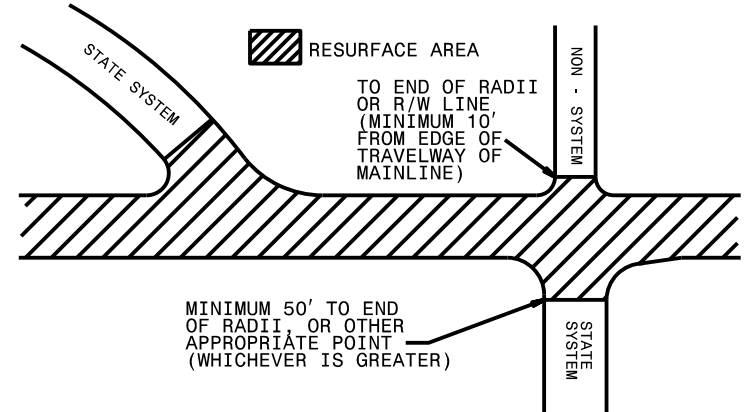 STATE SYSTEM
RESURFACE AREA
TO END OF RADII
OR R/W LINE
(MINIMUM 10'
FROM EDGE OF
TRAVELWAY OF
MAINLINE)
NON - SYSTEM
MINIMUM 50' TO END
OF RADII, OR OTHER
APPROPRIATE POINT
(WHICHEVER IS GREATER)
STATE
SYSTEM